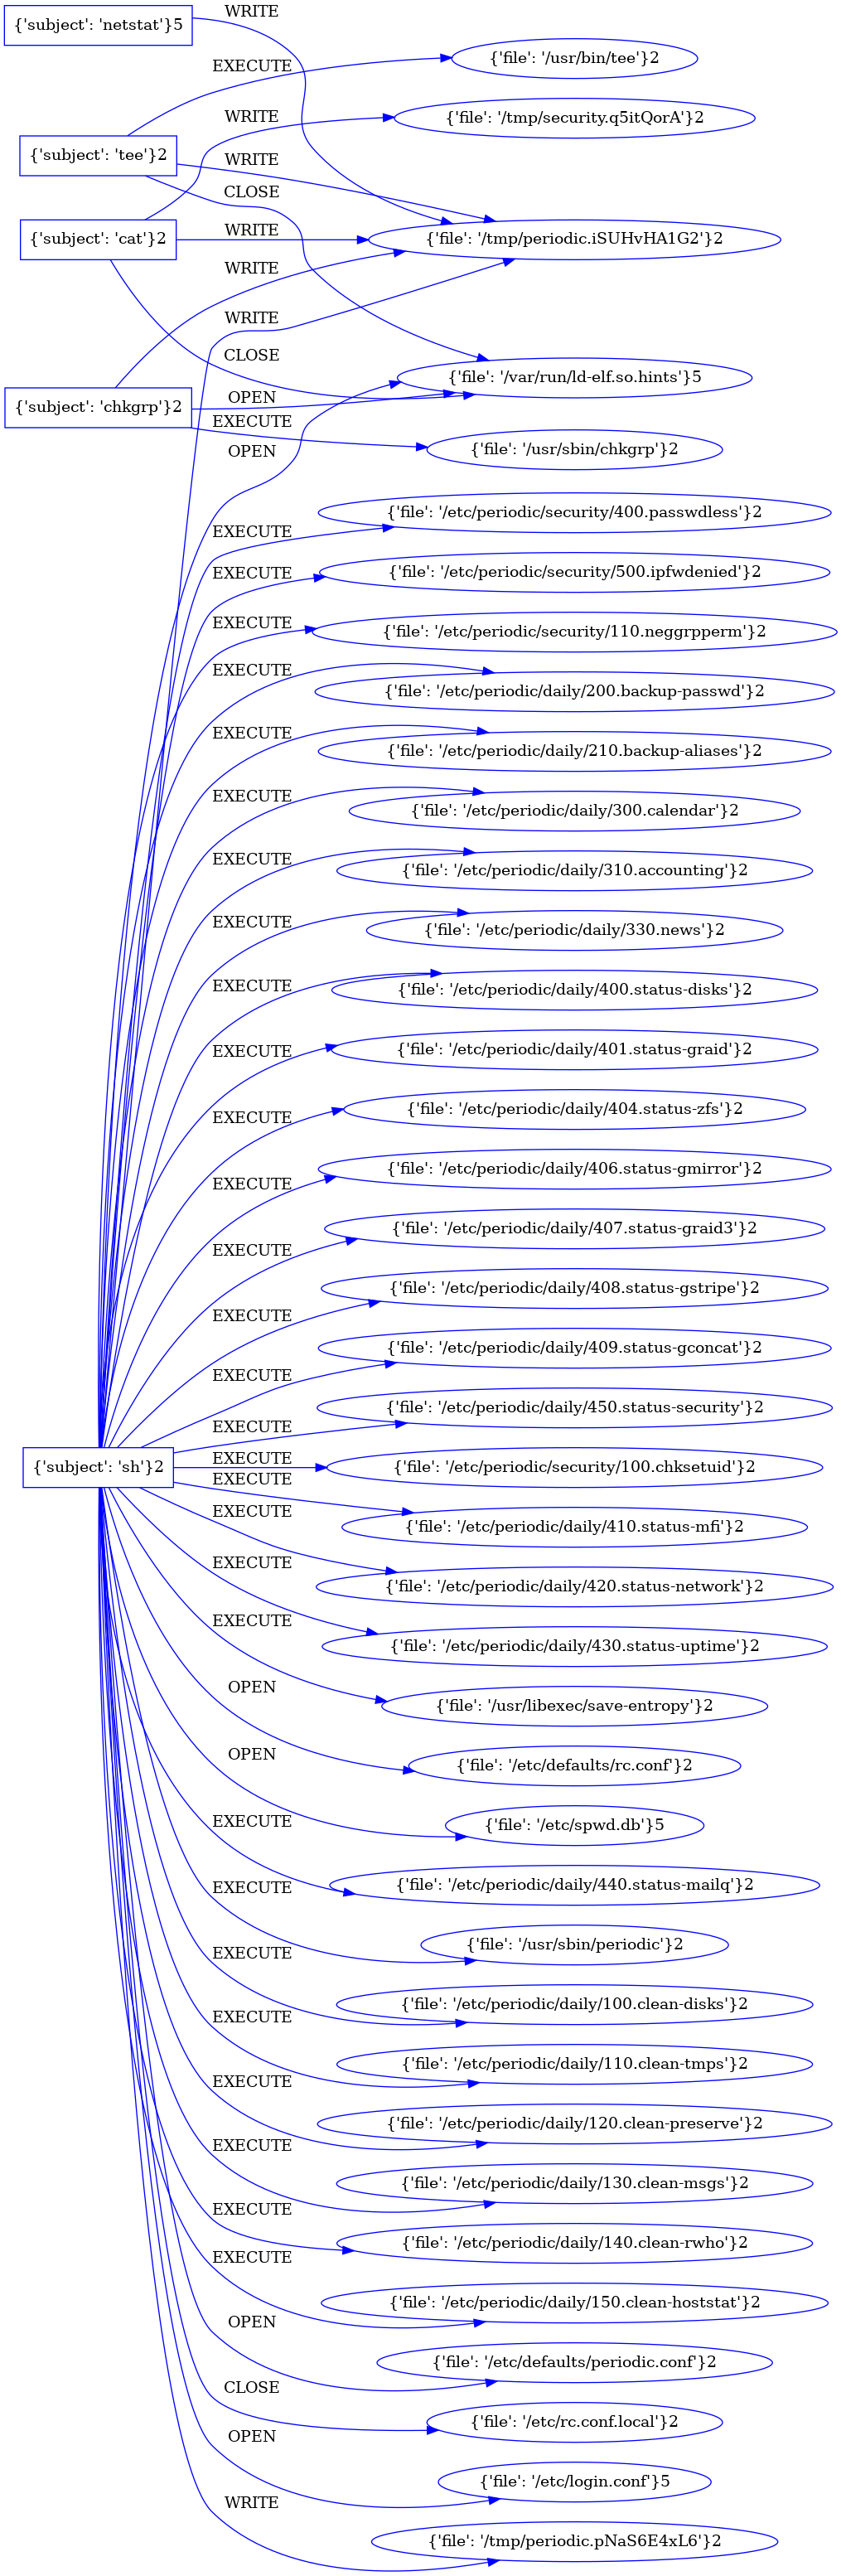 WRITE
{'subject': 'netstat'}5
EXECUTE
{'file': '/usr/bin/tee'}2
WRITE
{'file': '/tmp/security.q5itQorA'}2
{'subject': 'tee'}2
WRITE
CLOSE
{'subject': 'cat'}2
WRITE
{'file': '/tmp/periodic.iSUHvHA1G2'}2
WRITE
WRITE
CLOSE
{'file': '/var/run/ld-elf.so.hints'}5
OPEN
{'subject': 'chkgrp'}2
EXECUTE
OPEN
{'file': '/usr/sbin/chkgrp'}2
EXECUTE
{'file': '/etc/periodic/security/400.passwdless'}2
EXECUTE
{'file': '/etc/periodic/security/500.ipfwdenied'}2
EXECUTE
{'file': '/etc/periodic/security/110.neggrpperm'}2
EXECUTE
{'file': '/etc/periodic/daily/200.backup-passwd'}2
EXECUTE
{'file': '/etc/periodic/daily/210.backup-aliases'}2
EXECUTE
{'file': '/etc/periodic/daily/300.calendar'}2
EXECUTE
{'file': '/etc/periodic/daily/310.accounting'}2
EXECUTE
{'file': '/etc/periodic/daily/330.news'}2
EXECUTE
{'file': '/etc/periodic/daily/400.status-disks'}2
EXECUTE
{'file': '/etc/periodic/daily/401.status-graid'}2
EXECUTE
{'file': '/etc/periodic/daily/404.status-zfs'}2
EXECUTE
{'file': '/etc/periodic/daily/406.status-gmirror'}2
EXECUTE
{'file': '/etc/periodic/daily/407.status-graid3'}2
EXECUTE
{'file': '/etc/periodic/daily/408.status-gstripe'}2
EXECUTE
{'file': '/etc/periodic/daily/409.status-gconcat'}2
EXECUTE
{'file': '/etc/periodic/daily/450.status-security'}2
EXECUTE
{'subject': 'sh'}2
EXECUTE
{'file': '/etc/periodic/security/100.chksetuid'}2
EXECUTE
{'file': '/etc/periodic/daily/410.status-mfi'}2
EXECUTE
{'file': '/etc/periodic/daily/420.status-network'}2
EXECUTE
{'file': '/etc/periodic/daily/430.status-uptime'}2
EXECUTE
{'file': '/usr/libexec/save-entropy'}2
OPEN
{'file': '/etc/defaults/rc.conf'}2
OPEN
{'file': '/etc/spwd.db'}5
EXECUTE
{'file': '/etc/periodic/daily/440.status-mailq'}2
EXECUTE
{'file': '/usr/sbin/periodic'}2
EXECUTE
{'file': '/etc/periodic/daily/100.clean-disks'}2
EXECUTE
{'file': '/etc/periodic/daily/110.clean-tmps'}2
EXECUTE
{'file': '/etc/periodic/daily/120.clean-preserve'}2
EXECUTE
{'file': '/etc/periodic/daily/130.clean-msgs'}2
EXECUTE
{'file': '/etc/periodic/daily/140.clean-rwho'}2
EXECUTE
{'file': '/etc/periodic/daily/150.clean-hoststat'}2
OPEN
{'file': '/etc/defaults/periodic.conf'}2
CLOSE
{'file': '/etc/rc.conf.local'}2
OPEN
{'file': '/etc/login.conf'}5
WRITE
{'file': '/tmp/periodic.pNaS6E4xL6'}2